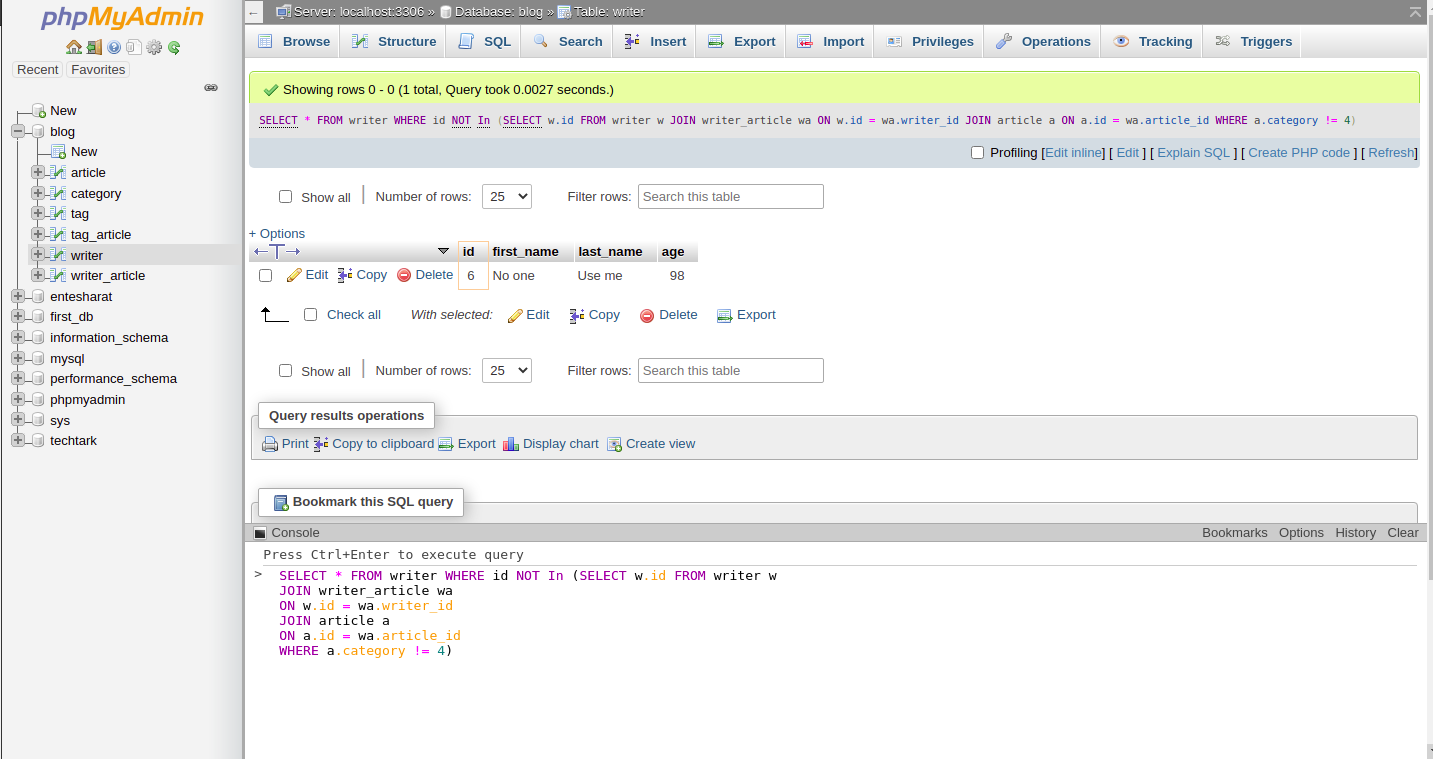 phpMyAdmin
Recent Favorites
New
blog
New
article
category
tag
tag_article
writer
writer_article
entesharat
first_db
information_schema
mysql
performance_schema
phpmyadmin
sys
techtark
Server: localhost:3306 » Database: blog » Table: writer
Browse Structure SQL Search Insert Export Import Privileges Operations Tracking Triggers
Showing rows 0 - 0 (1 total, Query took 0.0027 seconds.)
SELECT * FROM writer WHERE id NOT In (SELECT w.id FROM writer w JOIN writer_article wa ON w.id = wa.writer_id JOIN article a ON a.id = wa.article_id WHERE a.category != 4)
Profiling [Edit inline] [ Edit ] [ Explain SQL ] [ Create PHP code ] [ Refresh]
Show all | Number of rows: 25 Filter rows: Search this table
+ Options
←T→ id first_name last_name age
Edit Copy Delete 6 No one Use me 98
Check all With selected: Edit Copy Delete Export
Show all | Number of rows: 25 Filter rows: Search this table
Query results operations
Print Copy to clipboard Export Display chart Create view
Bookmark this SQL query
Console Bookmarks Options History Clear
Press Ctrl+Enter to execute query
> SELECT * FROM writer WHERE id NOT In (SELECT w.id FROM writer w
JOIN writer_article wa
ON w.id = wa.writer_id
JOIN article a
ON a.id = wa.article_id
WHERE a.category != 4)